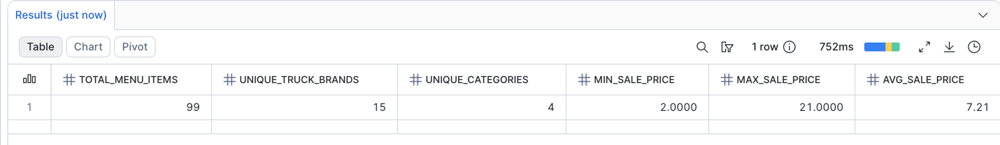 Results (just now)
Table Chart Pivot 1 row 752ms
TOTAL_MENU_ITEMS UNIQUE_TRUCK_BRANDS UNIQUE_CATEGORIES MIN_SALE_PRICE MAX_SALE_PRICE AVG_SALE_PRICE
1 99 15 4 2.0000 21.0000 7.21